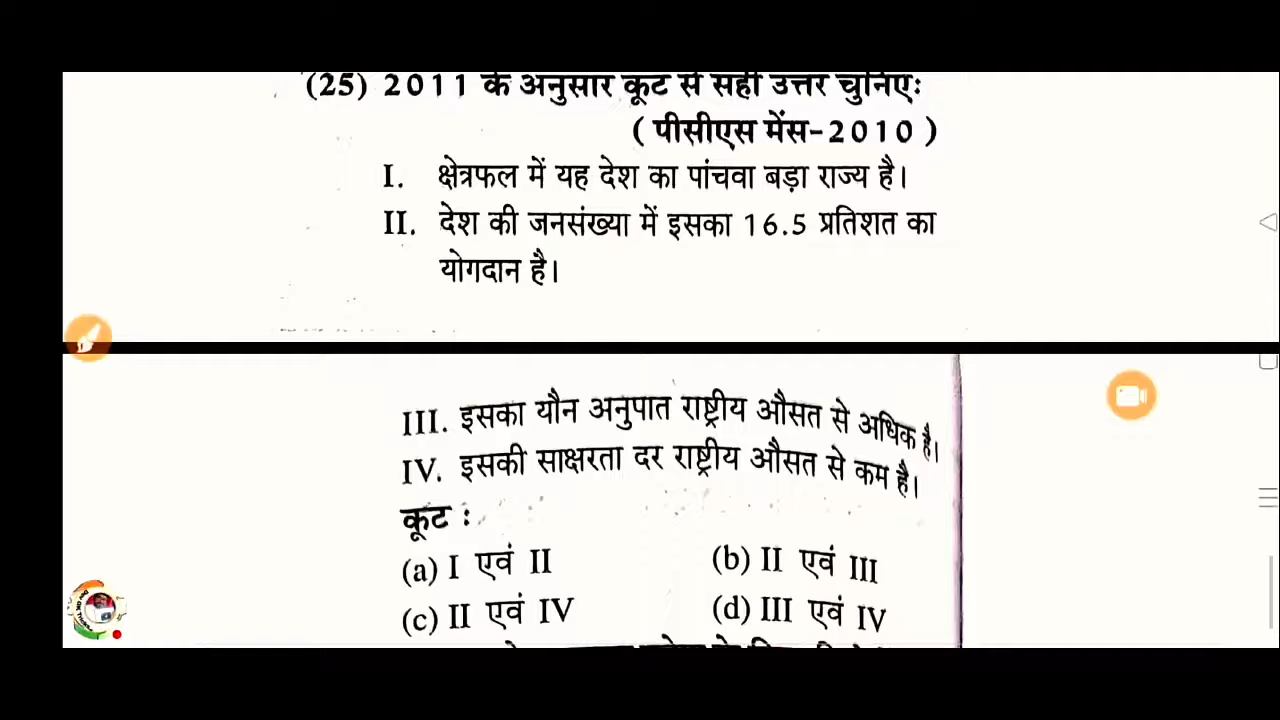 (25) 2011 के अनुसार कूट से सही उत्तर चुनिएः
( पीसीएस मेंस-2010 )
I. क्षेत्रफल में यह देश का पांचवा बड़ा राज्य है।
II. देश की जनसंख्या में इसका 16.5 प्रतिशत का
योगदान है।
III. इसका यौन अनुपात राष्ट्रीय औसत से अधिक है।
IV. इसकी साक्षरता दर राष्ट्रीय औसत से कम है।
कूट :
(a) I एवं II
(b) II एवं III
(c) II एवं IV
(d) III एवं IV